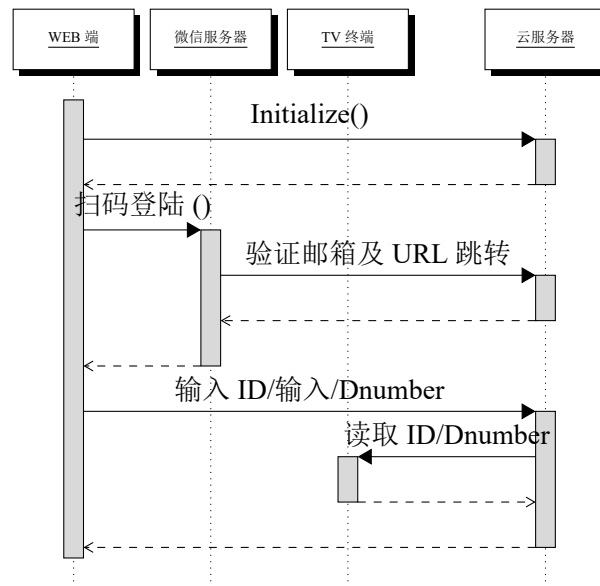 WEB 端
微信服务器
TV 终端
云服务器
Initialize()
扫码登陆 ()
验证邮箱及 URL 跳转
输入 ID/输入/Dnumber
读取 ID/Dnumber